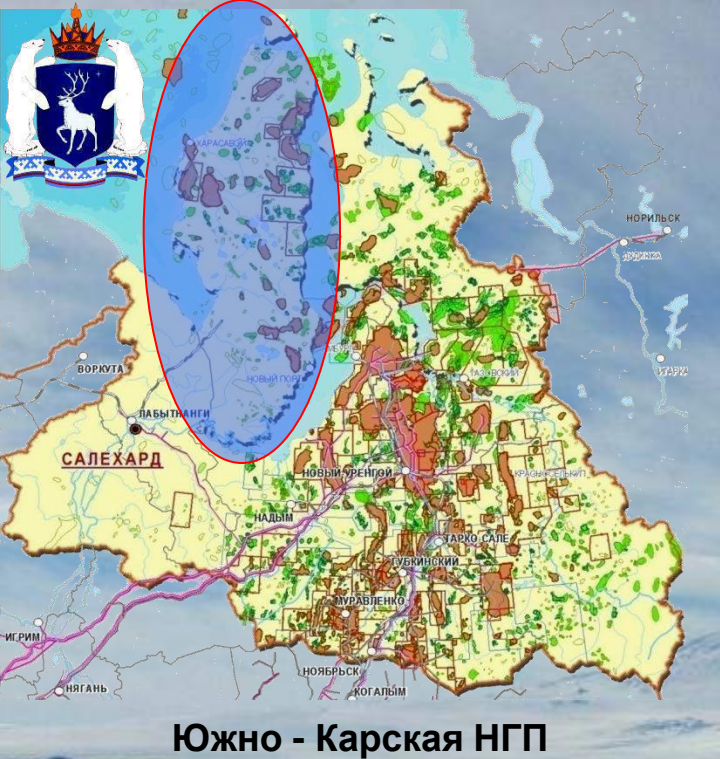 ХАРАСАВЭЙ
НОРИЛЬСК
ДУДИНКА
ВОРКУТА
НОВЫЙ ПОРТ
ТАЗОВСКИЙ
ЛАБЫТНАНГИ
САЛЕХАРД
НОВЫЙ УРЕНГОЙ
КРАСНОСЕЛЬКУП
НАДЫМ
ТАРКО САЛЕ
ГУБКИНСКИЙ
МУРАВЛЕНКО
ИГРИМ
НОЯБРЬСК
НЯГАНЬ
КОГАЛЫМ
Южно - Карская НГП